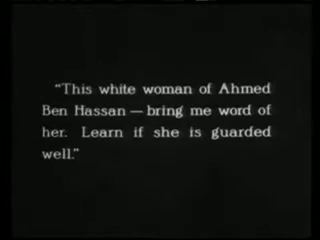 “This white woman of Ahmed
Ben Hassan — bring me word of
her. Learn if she is guarded
well.”